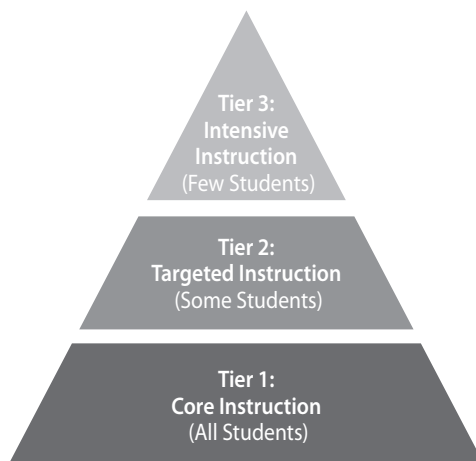 Tier 3:
Intensive
Instruction
(Few Students)
Tier 2:
Targeted Instruction
(Some Students)
Tier 1:
Core Instruction
(All Students)